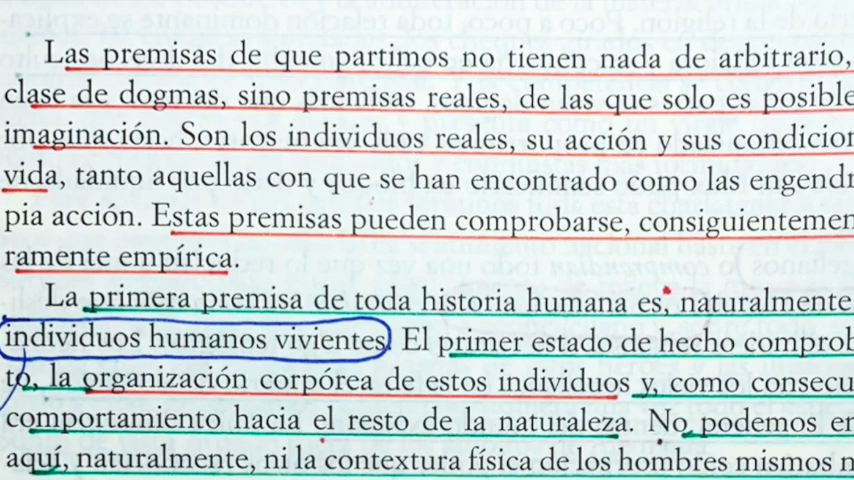 Las premisas de que partimos no tienen nada de arbitrario,
clase de dogmas, sino premisas reales, de las que solo es posible
imaginación. Son los individuos reales, su acción y sus condicion
vida, tanto aquellas con que se han encontrado como las engendr
pia acción. Estas premisas pueden comprobarse, consiguientemen
ramente empírica.
La primera premisa de toda historia humana es, naturalmente
individuos humanos vivientes. El primer estado de hecho comprob
to, la organización corpórea de estos individuos y, como consecu
comportamiento hacia el resto de la naturaleza. No podemos en
aquí, naturalmente, ni la contextura física de los hombres mismos n